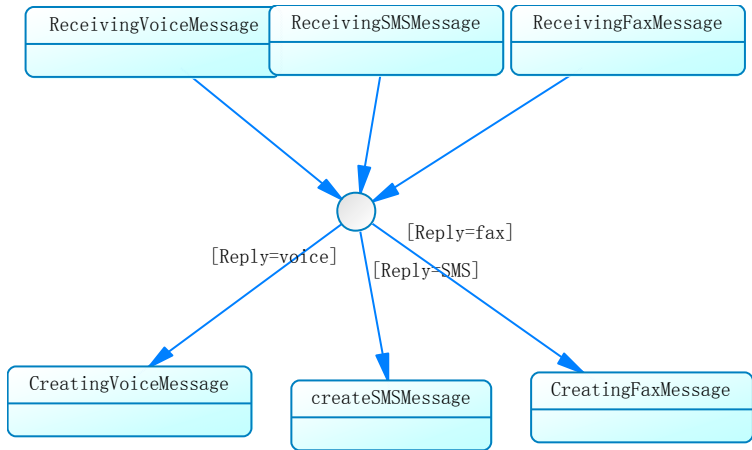 ReceivingVoiceMessage
ReceivingSMSMessage
ReceivingFaxMessage
[Reply=fax]
[Reply=voice]
[Reply=SMS]
CreatingVoiceMessage
createSMSMessage
CreatingFaxMessage